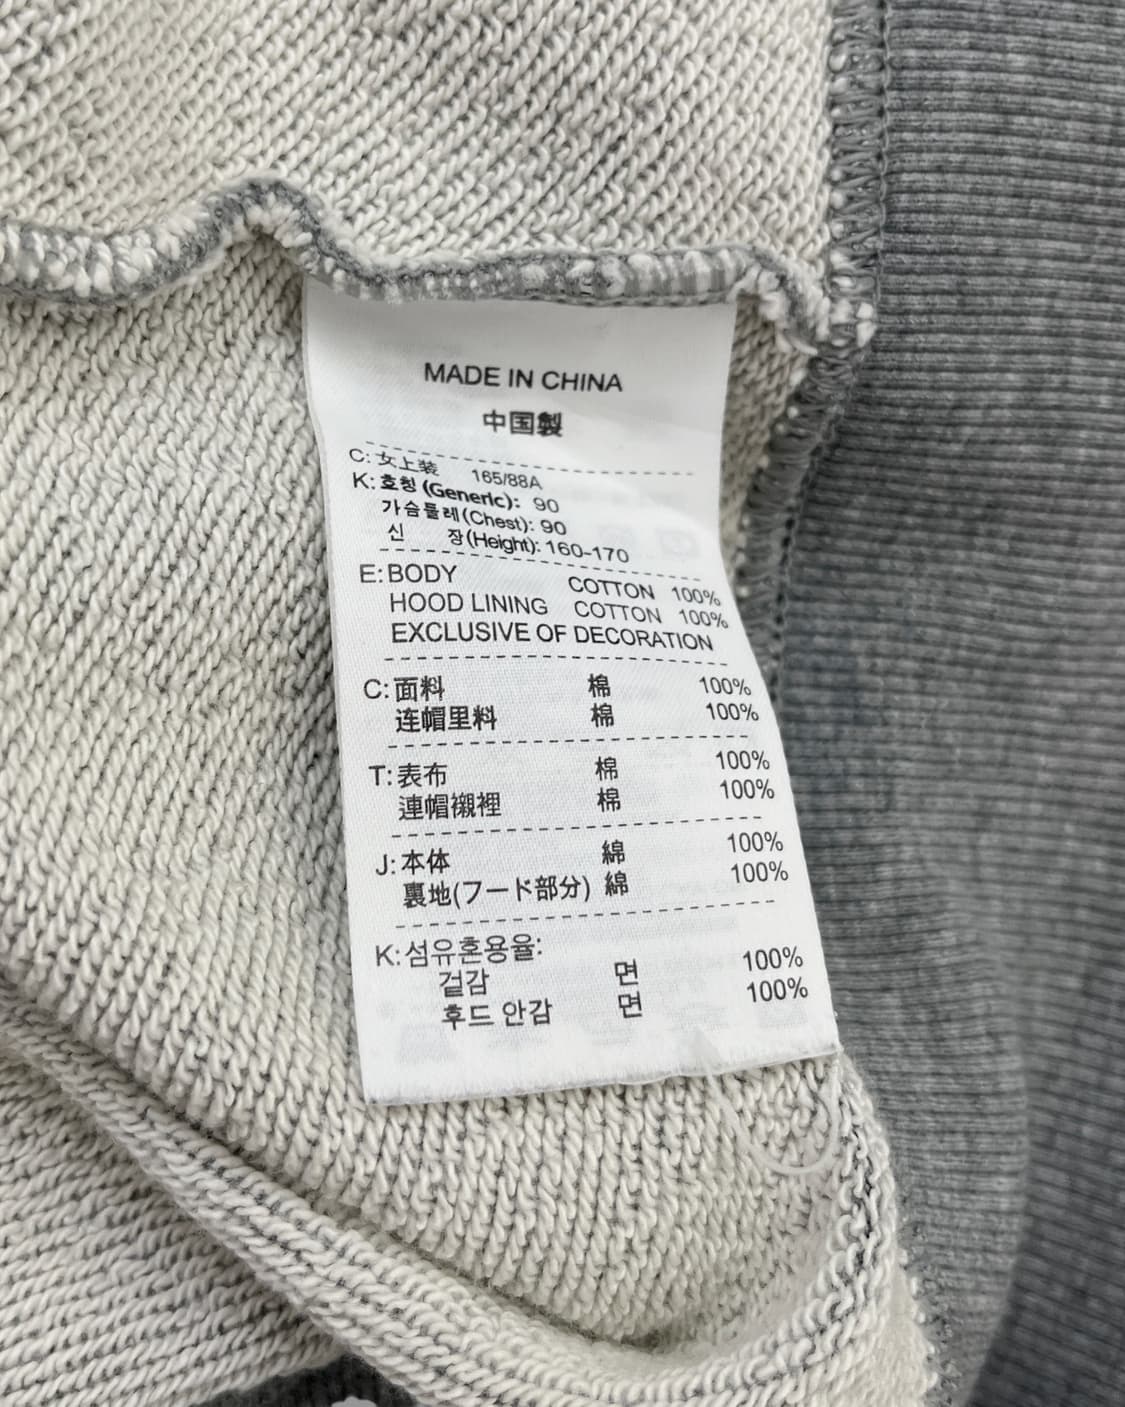 MADE IN CHINA
中国製
C: 女上装 165/88A
K: 호칭 (Generic): 90
가슴둘레 (Chest): 90
신 장 (Height): 160-170
E: BODY COTTON 100%
HOOD LINING COTTON 100%
EXCLUSIVE OF DECORATION
C: 面料 棉 100%
连帽里料 棉 100%
T: 表布 棉 100%
連帽襯裡 棉 100%
J: 本体 綿 100%
裏地(フード部分) 綿 100%
K: 섬유혼용율:
겉감 면 100%
후드 안감 면 100%